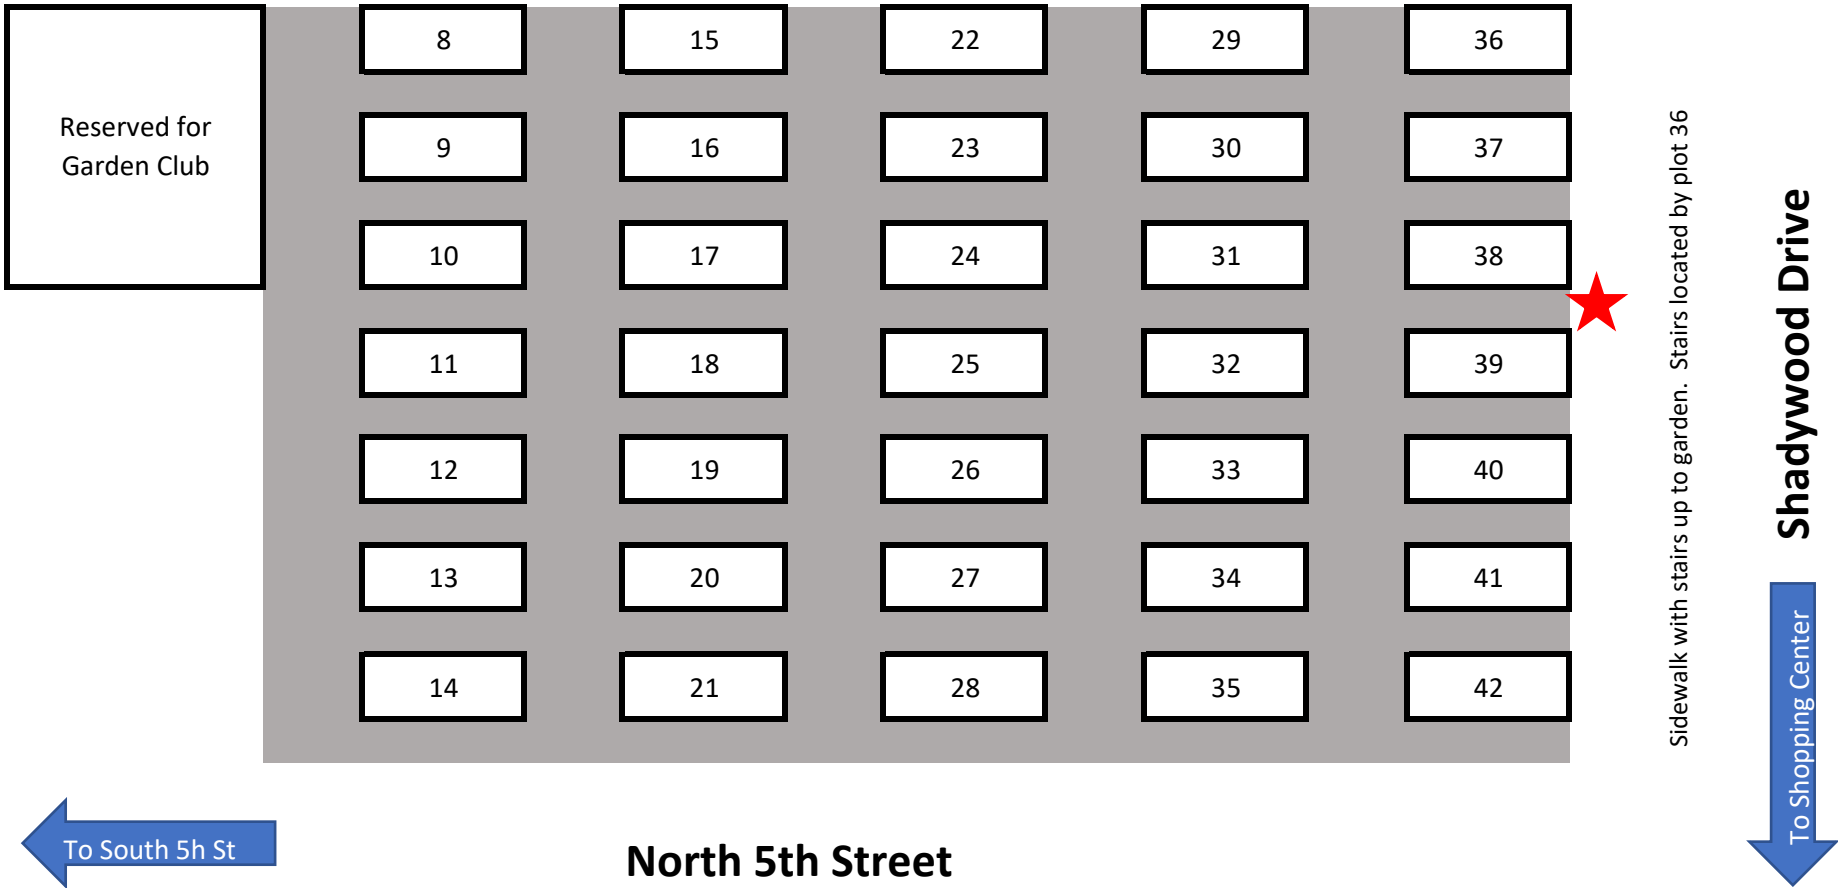 8 15 22 29 36
Reserved for
Garden Club
9 16 23 30 37
10 17 24 31 38
11 18 25 32 39
12 19 26 33 40
13 20 27 34 41
14 21 28 35 42
Sidewalk with stairs up to garden.  Stairs located by plot 36
Shadywood Drive
To Shopping Center
To South 5h St
North 5th Street